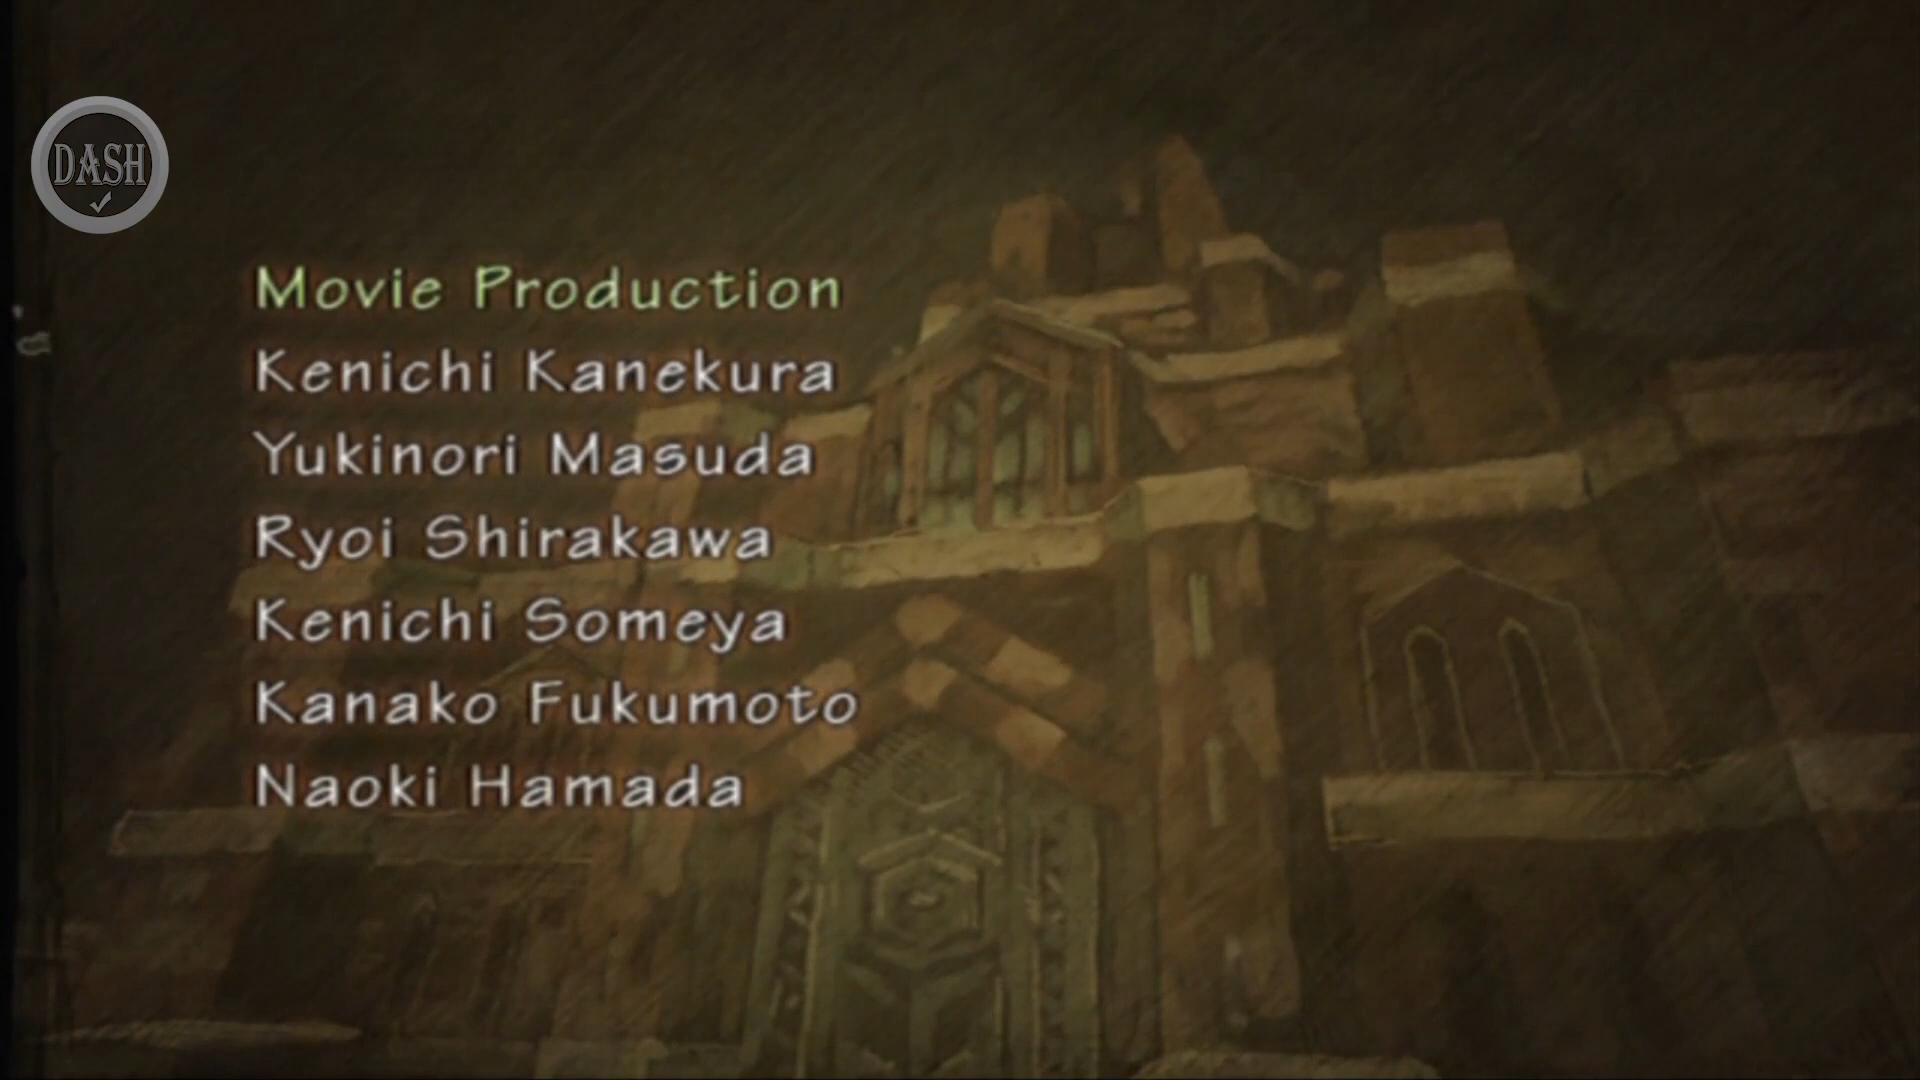 DASH
Movie Production
Kenichi Kanekura
Yukinori Masuda
Ryoi Shirakawa
Kenichi Someya
Kanako Fukumoto
Naoki Hamada